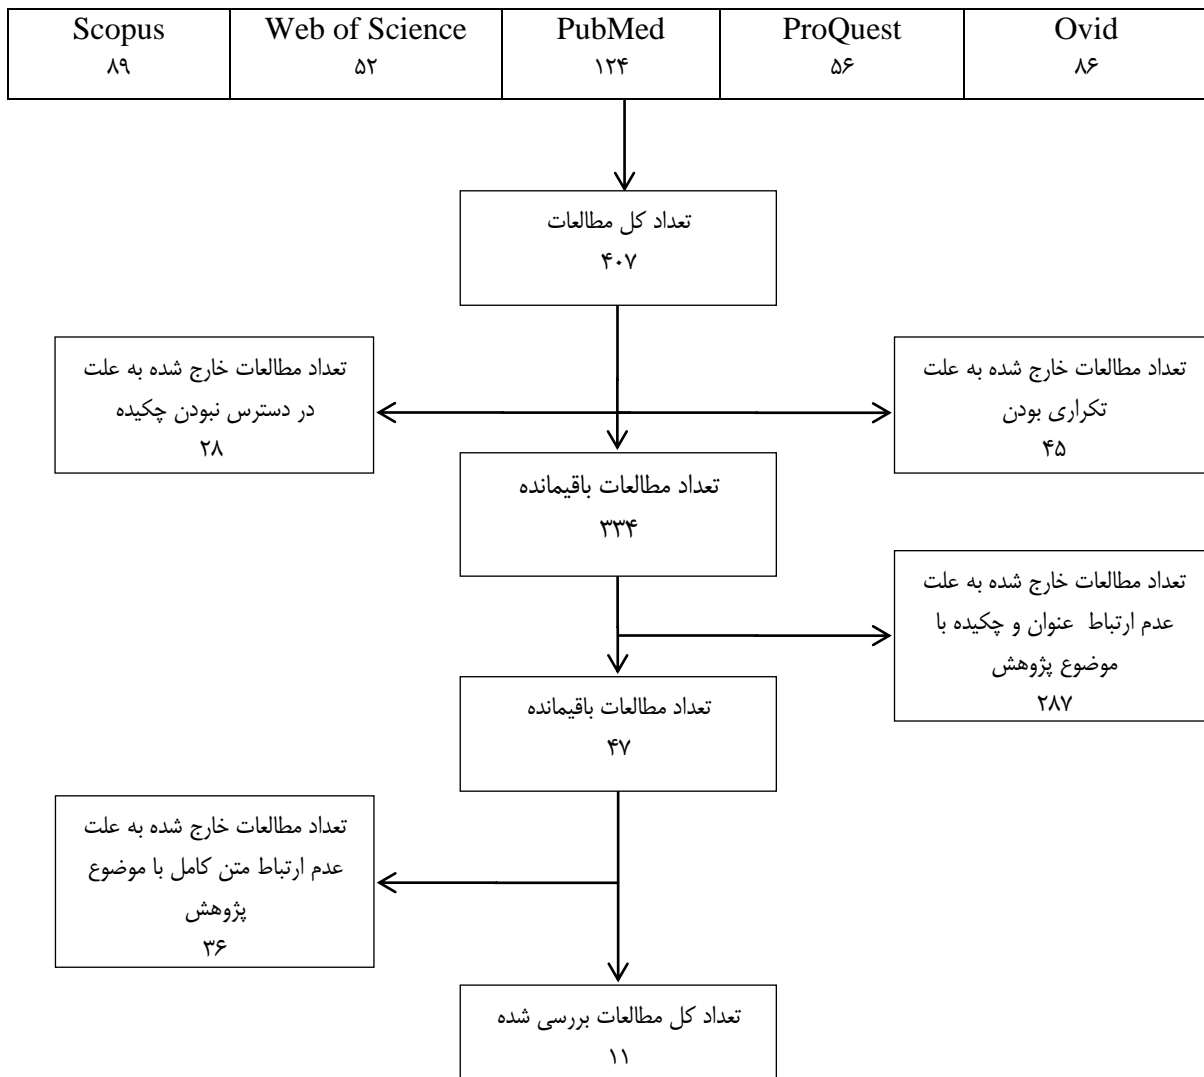 Scopus
۸۹
Web of Science
۵۲
PubMed
۱۲۴
ProQuest
۵۶
Ovid
۸۶
تعداد کل مطالعات
۴۰۷
تعداد مطالعات خارج شده به علت
تکراری بودن
۴۵
تعداد مطالعات خارج شده به علت
در دسترس نبودن چکیده
۲۸
تعداد مطالعات باقیمانده
۳۳۴
تعداد مطالعات خارج شده به علت
عدم ارتباط عنوان و چکیده با
موضوع پژوهش
۲۸۷
تعداد مطالعات باقیمانده
۴۷
تعداد مطالعات خارج شده به علت
عدم ارتباط متن کامل با موضوع
پژوهش
۳۶
تعداد کل مطالعات بررسی شده
۱۱